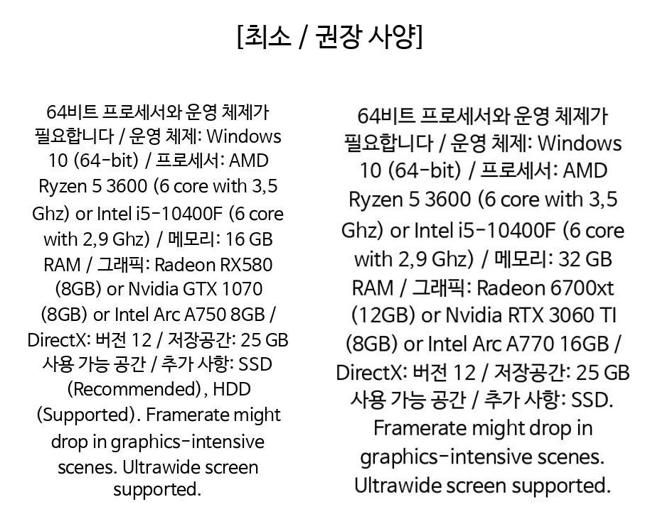 [최소 / 권장 사양]
64비트 프로세서와 운영 체제가
필요합니다 / 운영 체제: Windows
10 (64-bit) / 프로세서: AMD
Ryzen 5 3600 (6 core with 3,5
Ghz) or Intel i5-10400F (6 core
with 2,9 Ghz) / 메모리: 16 GB
RAM / 그래픽: Radeon RX580
(8GB) or Nvidia GTX 1070
(8GB) or Intel Arc A750 8GB /
DirectX: 버전 12 / 저장공간: 25 GB
사용 가능 공간 / 추가 사항: SSD
(Recommended), HDD
(Supported). Framerate might
drop in graphics-intensive
scenes. Ultrawide screen
supported.
64비트 프로세서와 운영 체제가
필요합니다 / 운영 체제: Windows
10 (64-bit) / 프로세서: AMD
Ryzen 5 3600 (6 core with 3,5
Ghz) or Intel i5-10400F (6 core
with 2,9 Ghz) / 메모리: 32 GB
RAM / 그래픽: Radeon 6700xt
(12GB) or Nvidia RTX 3060 TI
(8GB) or Intel Arc A770 16GB /
DirectX: 버전 12 / 저장공간: 25 GB
사용 가능 공간 / 추가 사항: SSD.
Framerate might drop in
graphics-intensive scenes.
Ultrawide screen supported.